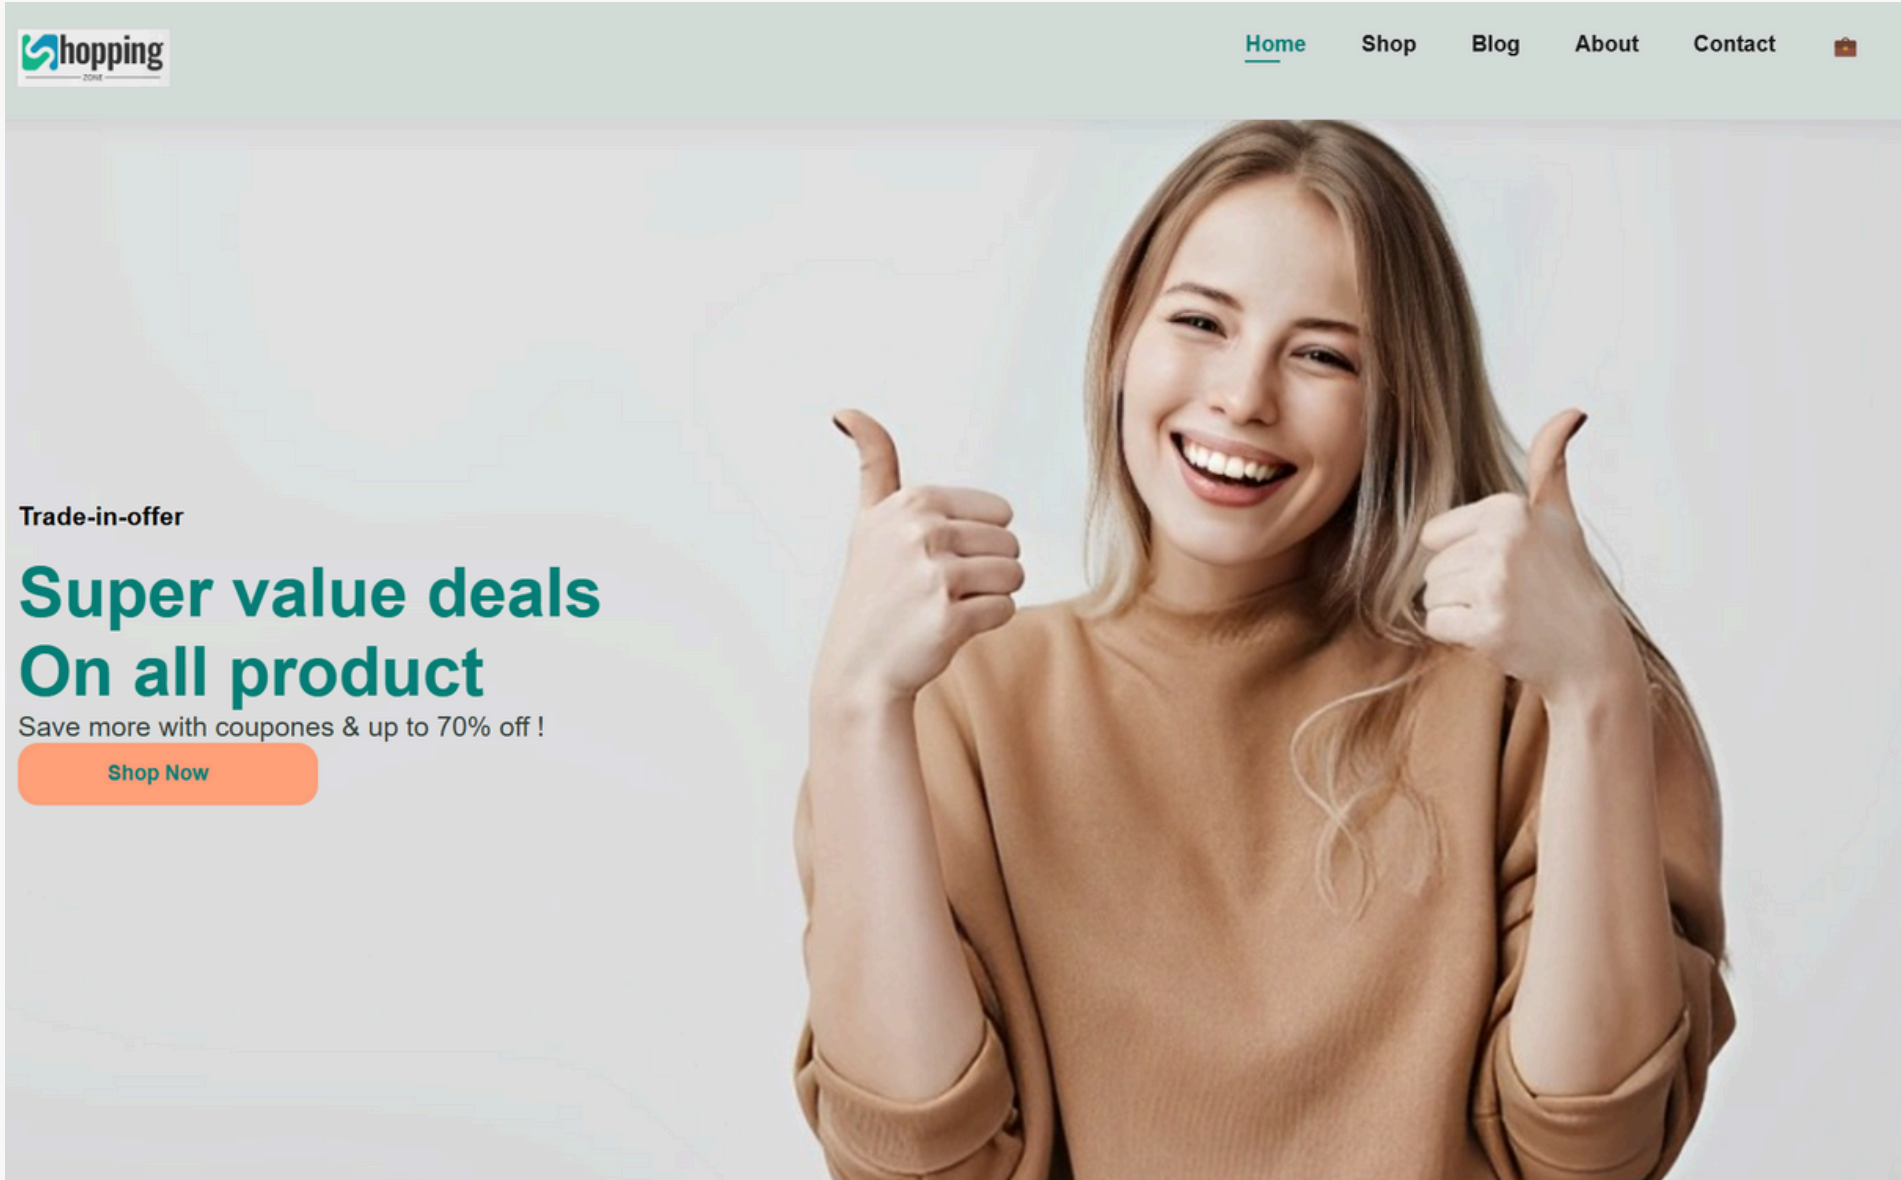 Shopping
ZONE
Home Shop Blog About Contact
Trade-in-offer
Super value deals
On all product
Save more with coupones & up to 70% off !
Shop Now